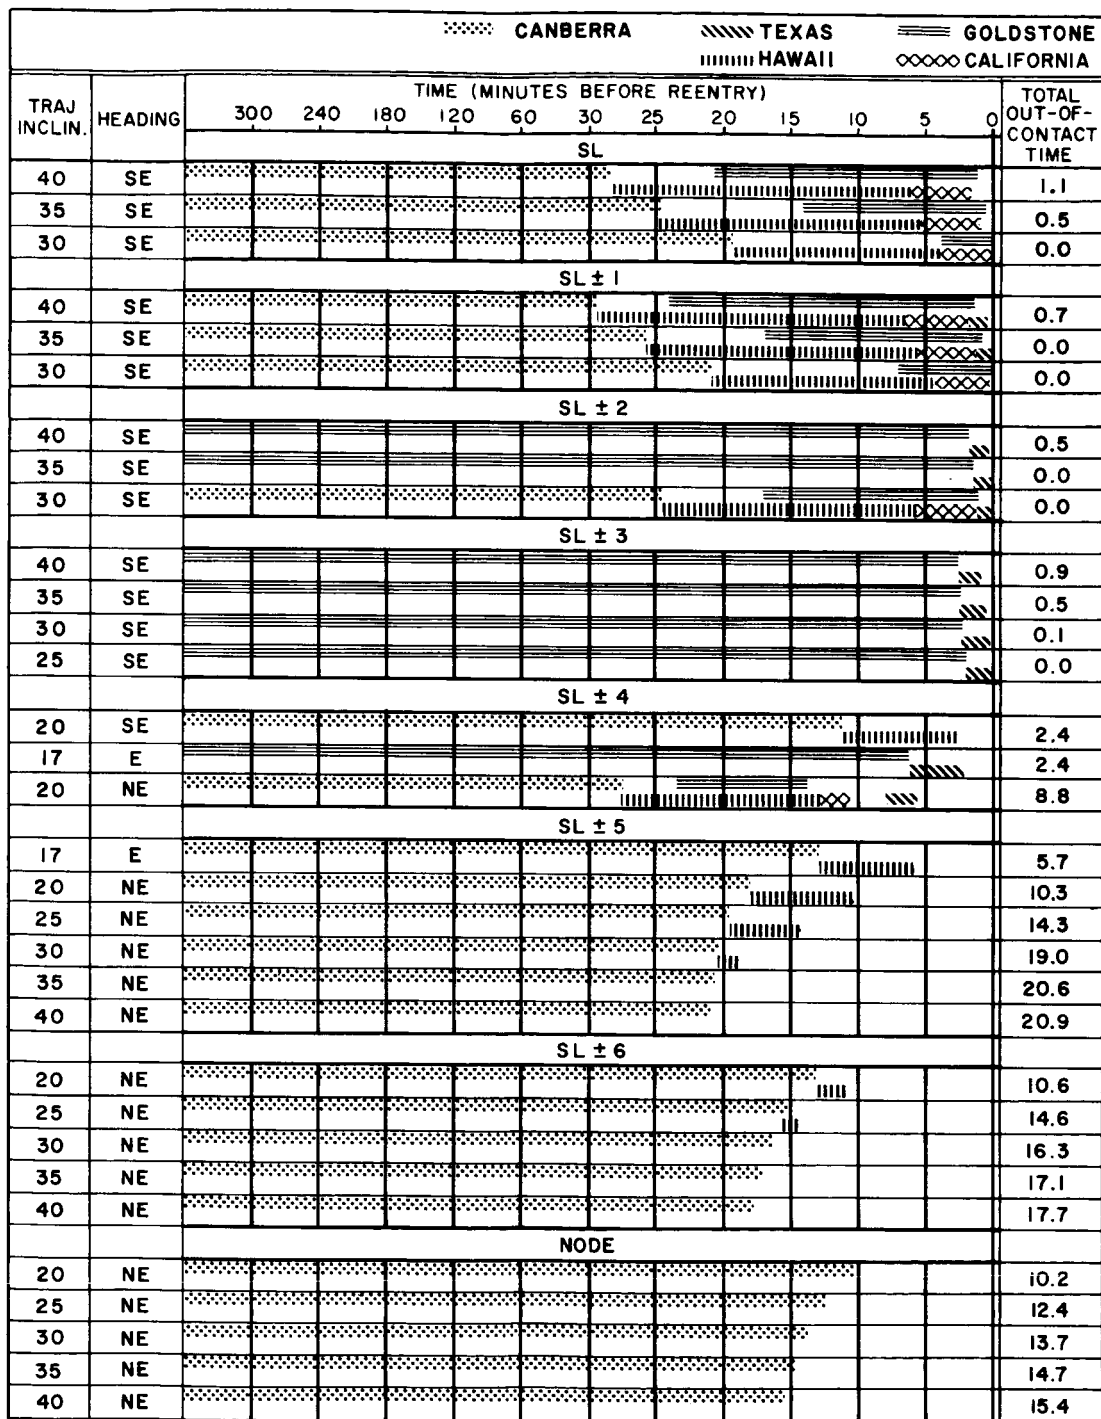 CANBERRA TEXAS GOLDSTONE
HAWAII CALIFORNIA
TRAJ INCLIN. HEADING TIME (MINUTES BEFORE REENTRY) TOTAL OUT-OF-CONTACT TIME
300 240 180 120 60 30 25 20 15 10 5 0
SL
40 SE 1.1
35 SE 0.5
30 SE 0.0
SL ± 1
40 SE 0.7
35 SE 0.0
30 SE 0.0
SL ± 2
40 SE 0.5
35 SE 0.0
30 SE 0.0
SL ± 3
40 SE 0.9
35 SE 0.5
30 SE 0.1
25 SE 0.0
SL ± 4
20 SE 2.4
17 E 2.4
20 NE 8.8
SL ± 5
17 E 5.7
20 NE 10.3
25 NE 14.3
30 NE 19.0
35 NE 20.6
40 NE 20.9
SL ± 6
20 NE 10.6
25 NE 14.6
30 NE 16.3
35 NE 17.1
40 NE 17.7
NODE
20 NE 10.2
25 NE 12.4
30 NE 13.7
35 NE 14.7
40 NE 15.4